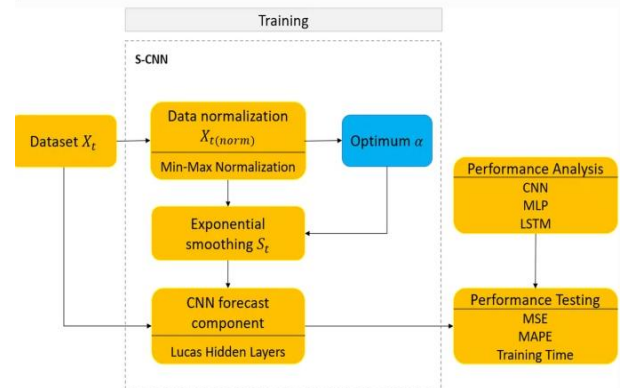 Training
S-CNN
Dataset X_t
Data normalization
X_{t(norm)}
Min-Max Normalization
Optimum α
Exponential
smoothing S_t
CNN forecast
component
Lucas Hidden Layers
Performance Analysis
CNN
MLP
LSTM
Performance Testing
MSE
MAPE
Training Time